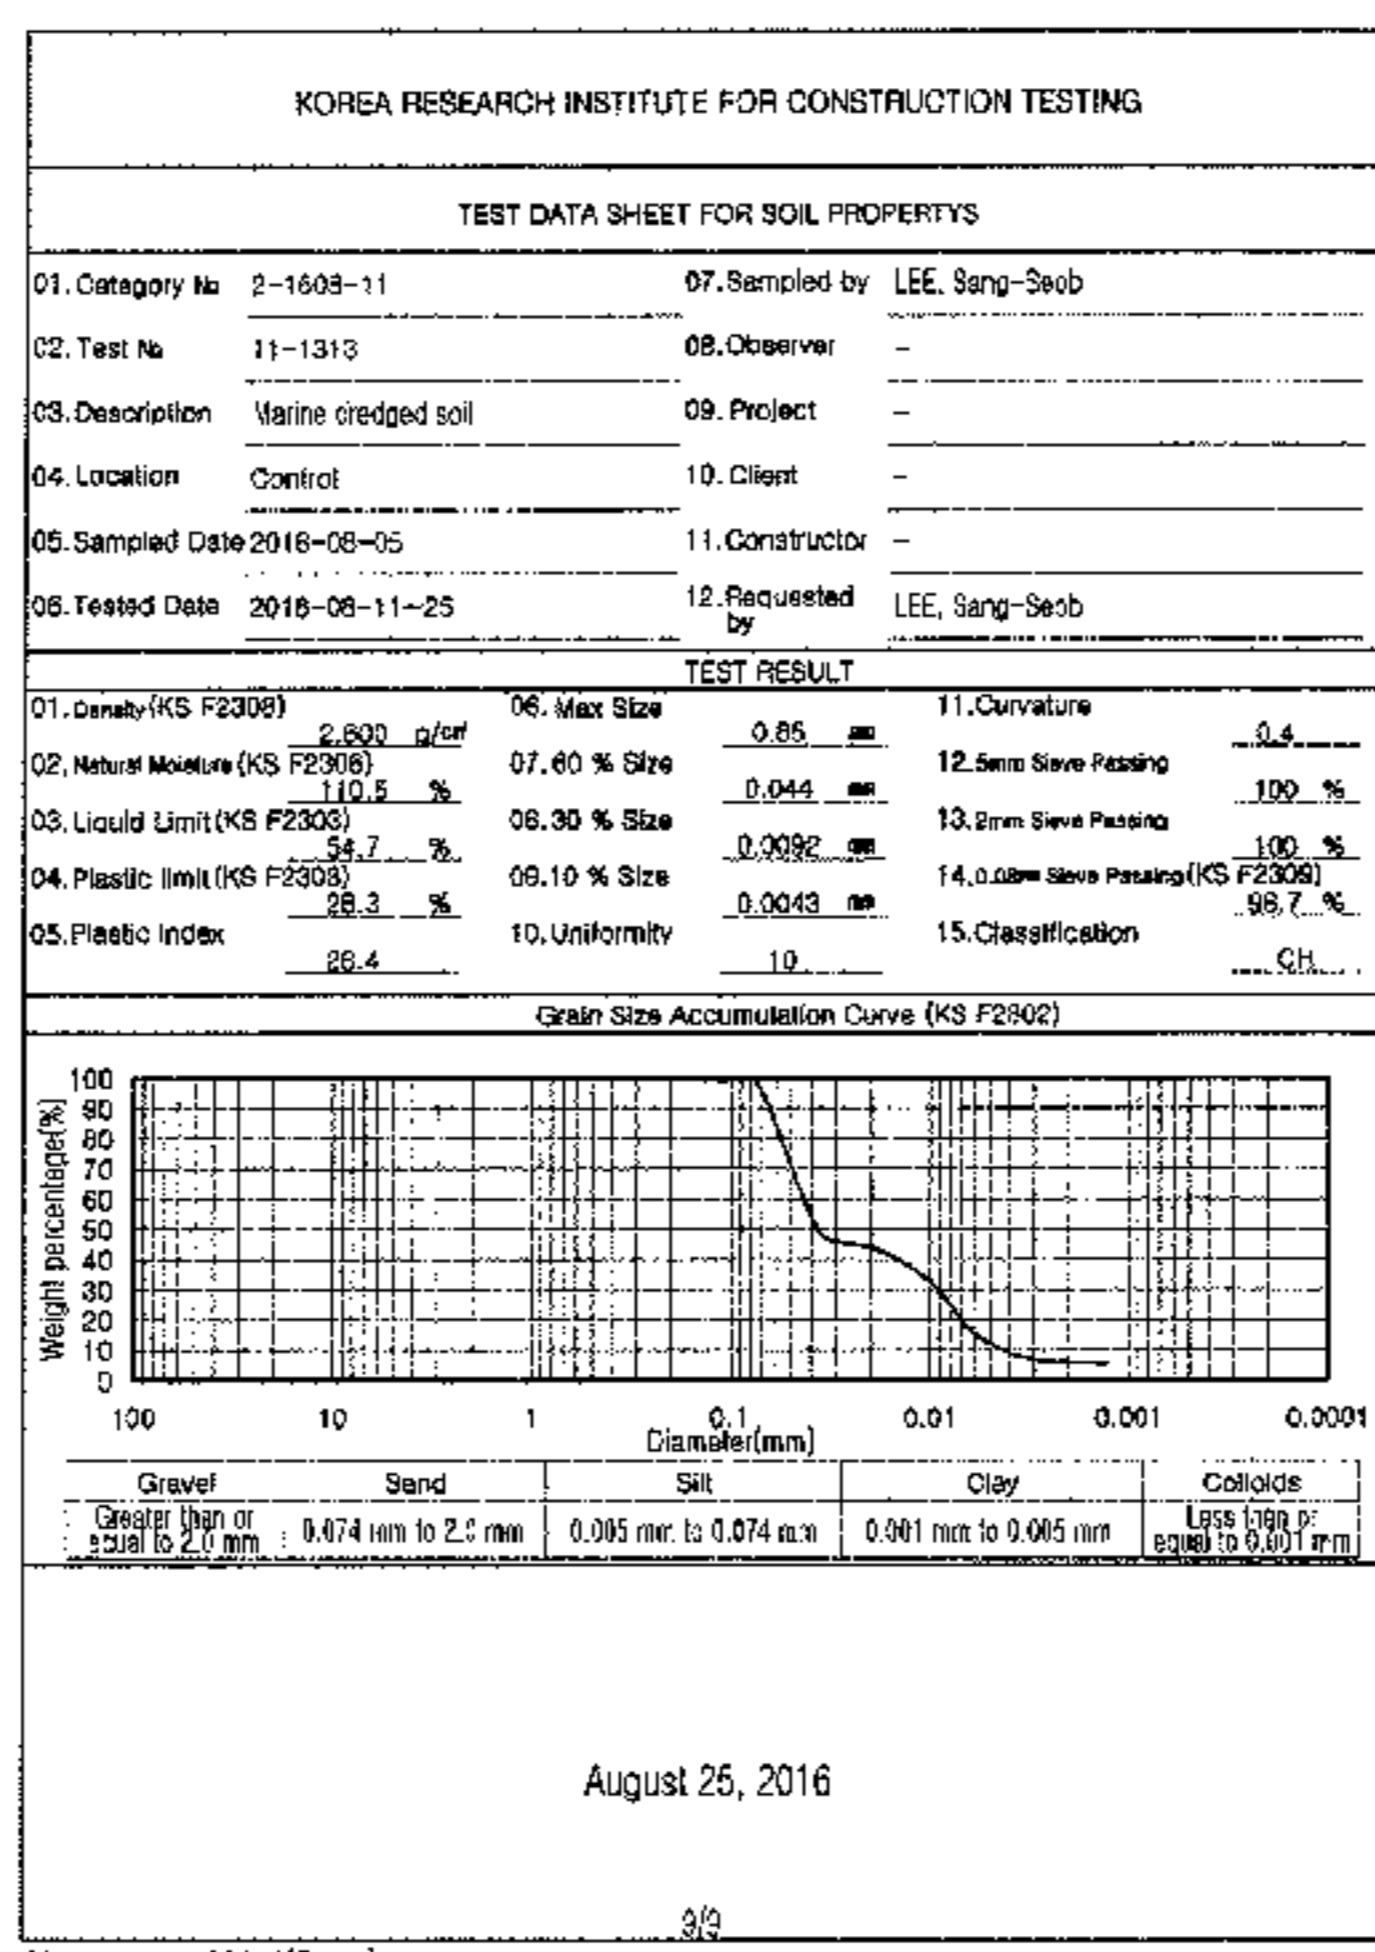 KOREA RESEARCH INSTITUTE FOR CONSTRUCTION TESTING
TEST DATA SHEET FOR SOIL PROPERTYS
01. Category № 2-1608-11 07. Sampled by LEE, Sang-Seob
02. Test № 11-1313 08. Observer -
03. Description Marine dredged soil 09. Project -
04. Location Control 10. Client -
05. Sampled Date 2016-08-05 11. Constructor -
06. Tested Date 2016-08-11~25 12. Requested by LEE, Sang-Seob
TEST RESULT
01. Density (KS F2308) 2.600 g/cm³ 06. Max Size 0.85 mm 11. Curvature 0.4
02. Natural Moisture (KS F2306) 110.5 % 07. 60 % Size 0.044 mm 12. 5mm Sieve Passing 100 %
03. Liquid Limit (KS F2303) 54.7 % 08. 30 % Size 0.0092 mm 13. 2mm Sieve Passing 100 %
04. Plastic limit (KS F2303) 28.3 % 09. 10 % Size 0.0043 mm 14. 0.08mm Sieve Passing (KS F2309) 98.7 %
05. Plastic Index 26.4 10. Uniformity 10 15. Classification CH
Grain Size Accumulation Curve (KS F2302)
Weight percentage(%)
100
90
80
70
60
50
40
30
20
10
0
100 10 1 0.1 0.01 0.001 0.0001
Diameter(mm)
Gravel Sand Silt Clay Colloids
Greater than or equal to 2.0 mm 0.074 mm to 2.0 mm 0.005 mm to 0.074 mm 0.001 mm to 0.005 mm Less than or equal to 0.001 mm
August 25, 2016
9/9